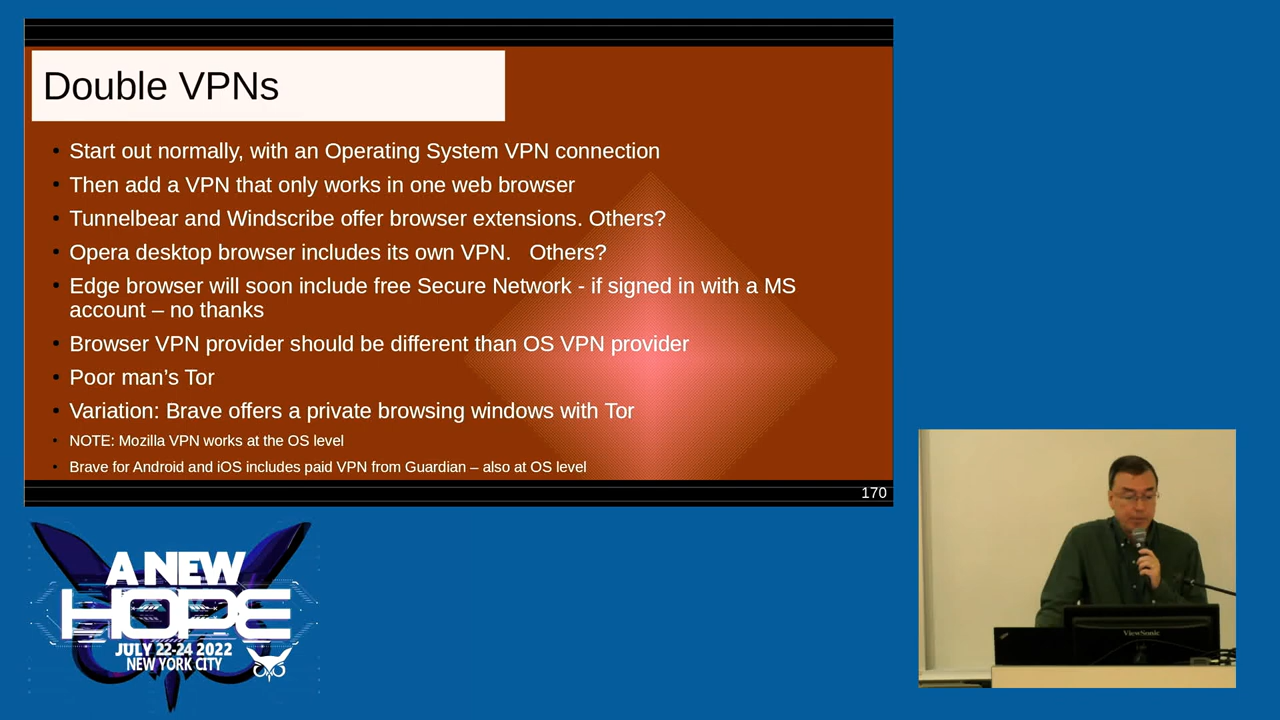 Double VPNs
• Start out normally, with an Operating System VPN connection
• Then add a VPN that only works in one web browser
• Tunnelbear and Windscribe offer browser extensions. Others?
• Opera desktop browser includes its own VPN.   Others?
• Edge browser will soon include free Secure Network - if signed in with a MS
account – no thanks
• Browser VPN provider should be different than OS VPN provider
• Poor man’s Tor
• Variation: Brave offers a private browsing windows with Tor
• NOTE: Mozilla VPN works at the OS level
• Brave for Android and iOS includes paid VPN from Guardian – also at OS level
170
A NEW
HOPE
JULY 22-24 2022
NEW YORK CITY
ViewSonic